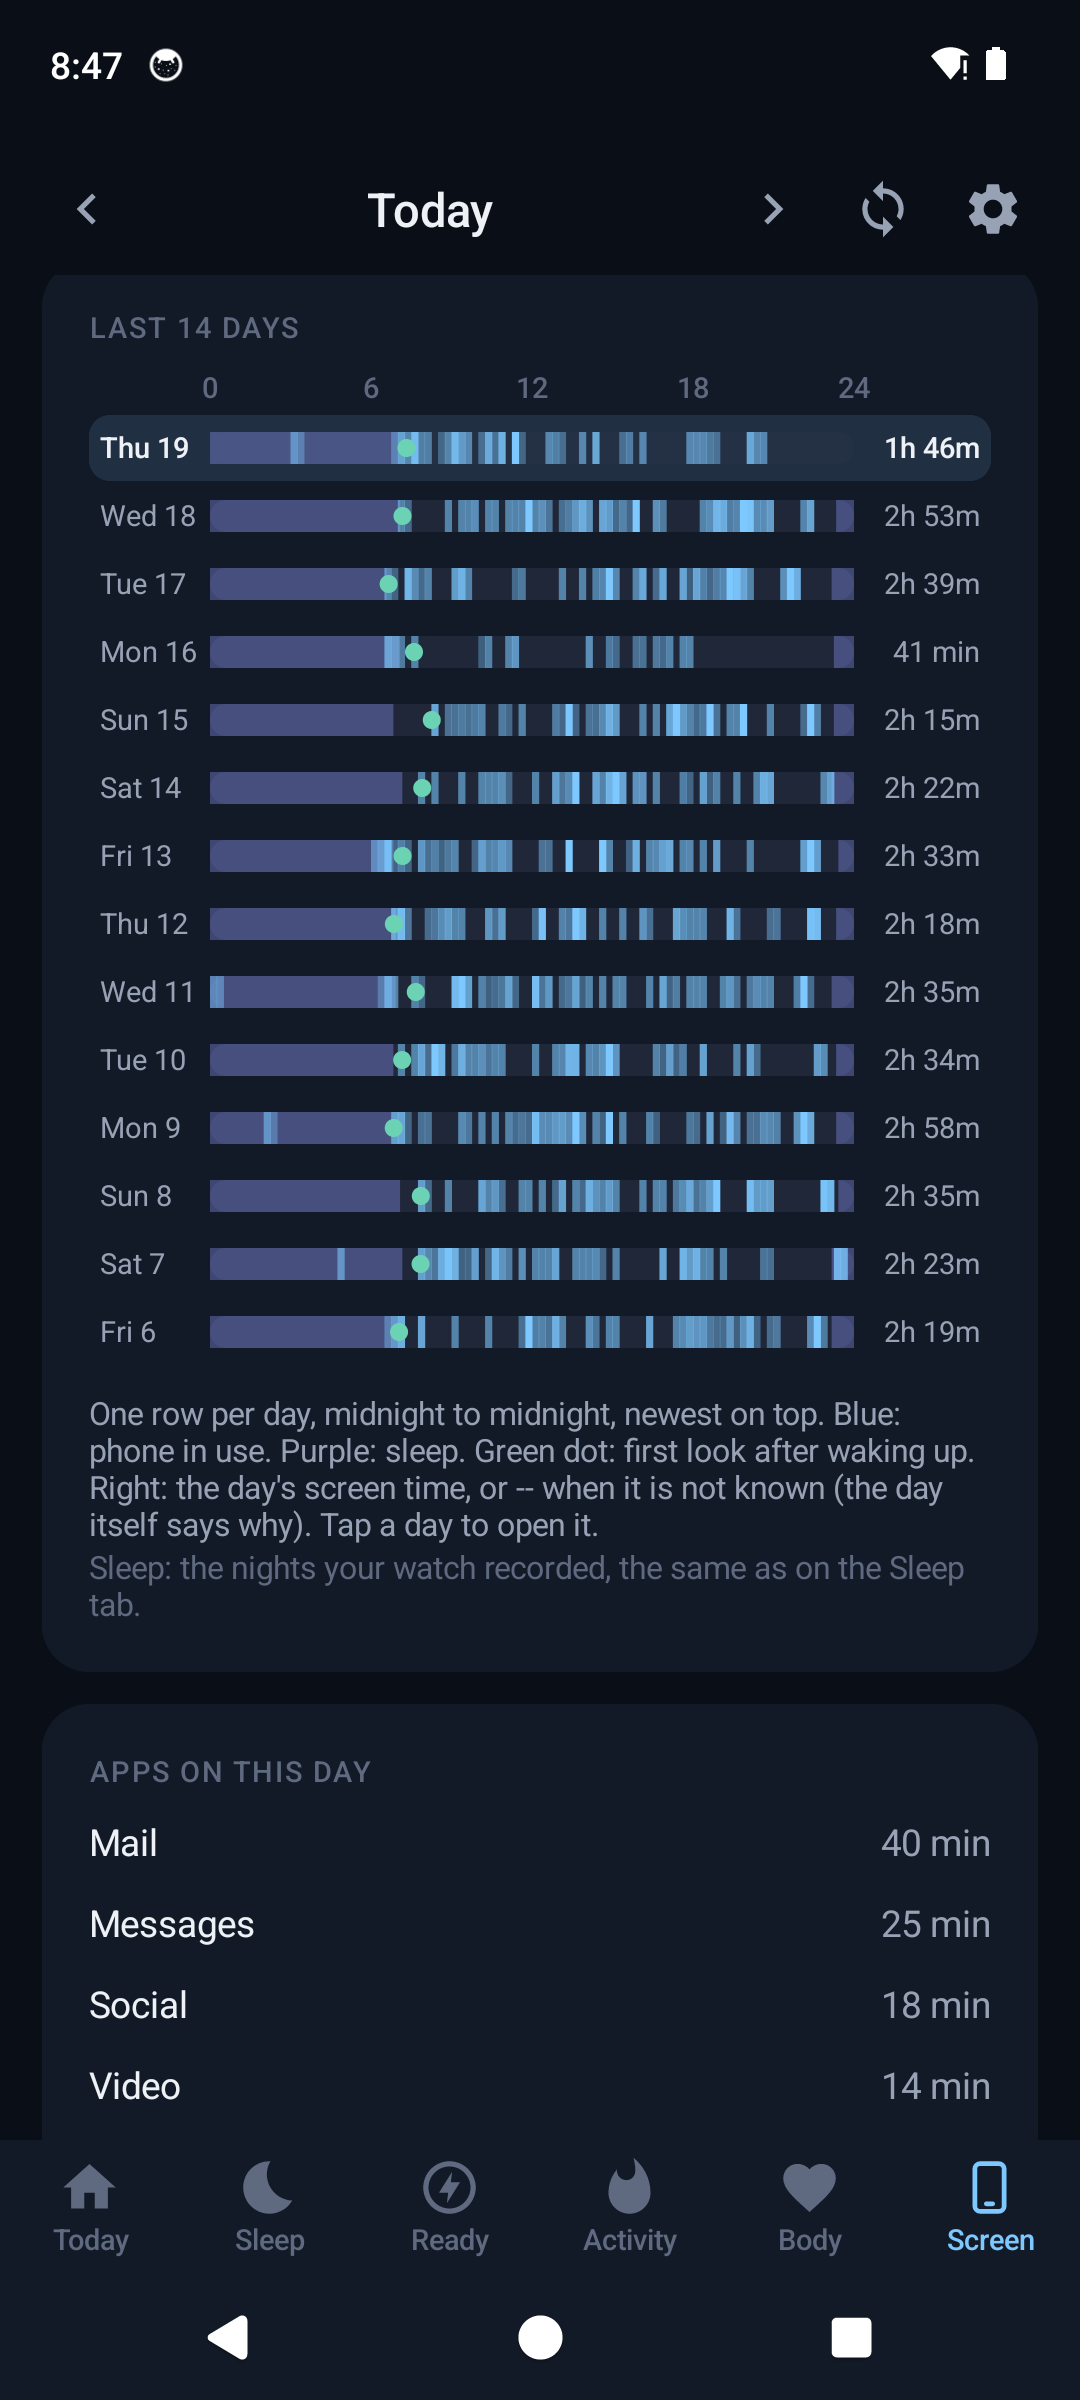 8:47
Today
LAST 14 DAYS
0 6 12 18 24
Thu 19 1h 46m
Wed 18 2h 53m
Tue 17 2h 39m
Mon 16 41 min
Sun 15 2h 15m
Sat 14 2h 22m
Fri 13 2h 33m
Thu 12 2h 18m
Wed 11 2h 35m
Tue 10 2h 34m
Mon 9 2h 58m
Sun 8 2h 35m
Sat 7 2h 23m
Fri 6 2h 19m
One row per day, midnight to midnight, newest on top. Blue:
phone in use. Purple: sleep. Green dot: first look after waking up.
Right: the day's screen time, or -- when it is not known (the day
itself says why). Tap a day to open it.
Sleep: the nights your watch recorded, the same as on the Sleep
tab.
APPS ON THIS DAY
Mail 40 min
Messages 25 min
Social 18 min
Video 14 min
Today Sleep Ready Activity Body Screen